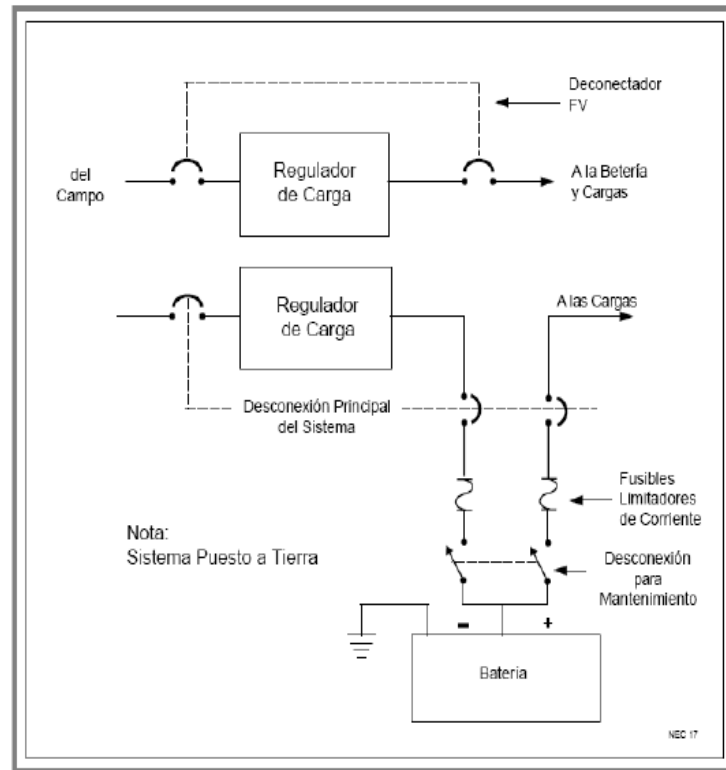 Deconectador
FV
del
Campo
Regulador
de Carga
A la Betería
y Cargas
Regulador
de Carga
A las Cargas
Desconexión Principal
del Sistema
Fusibles
Limitadores
de Corriente
Nota:
Sistema Puesto a Tierra
Desconexión
para
Mantenimiento
- +
Bateria
NEC 17